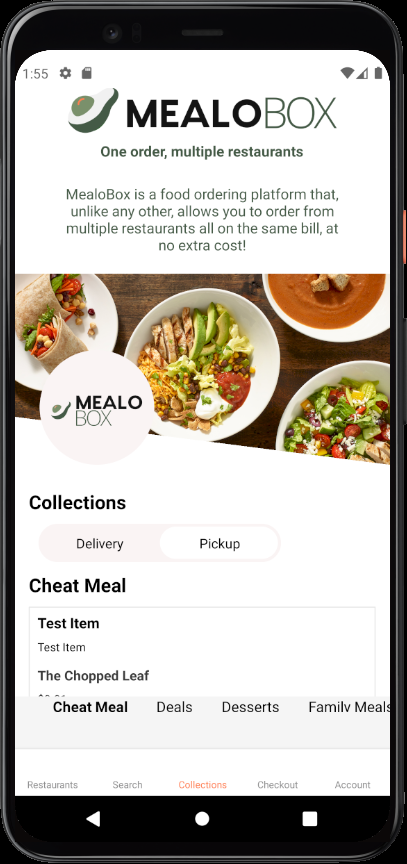 1:55
MEALOBOX
One order, multiple restaurants
MealoBox is a food ordering platform that,
unlike any other, allows you to order from
multiple restaurants all on the same bill, at
no extra cost!
MEALO
BOX
Collections
Delivery Pickup
Cheat Meal
Test Item
Test Item
The Chopped Leaf
Cheat Meal Deals Desserts Family Meals
Restaurants Search Collections Checkout Account